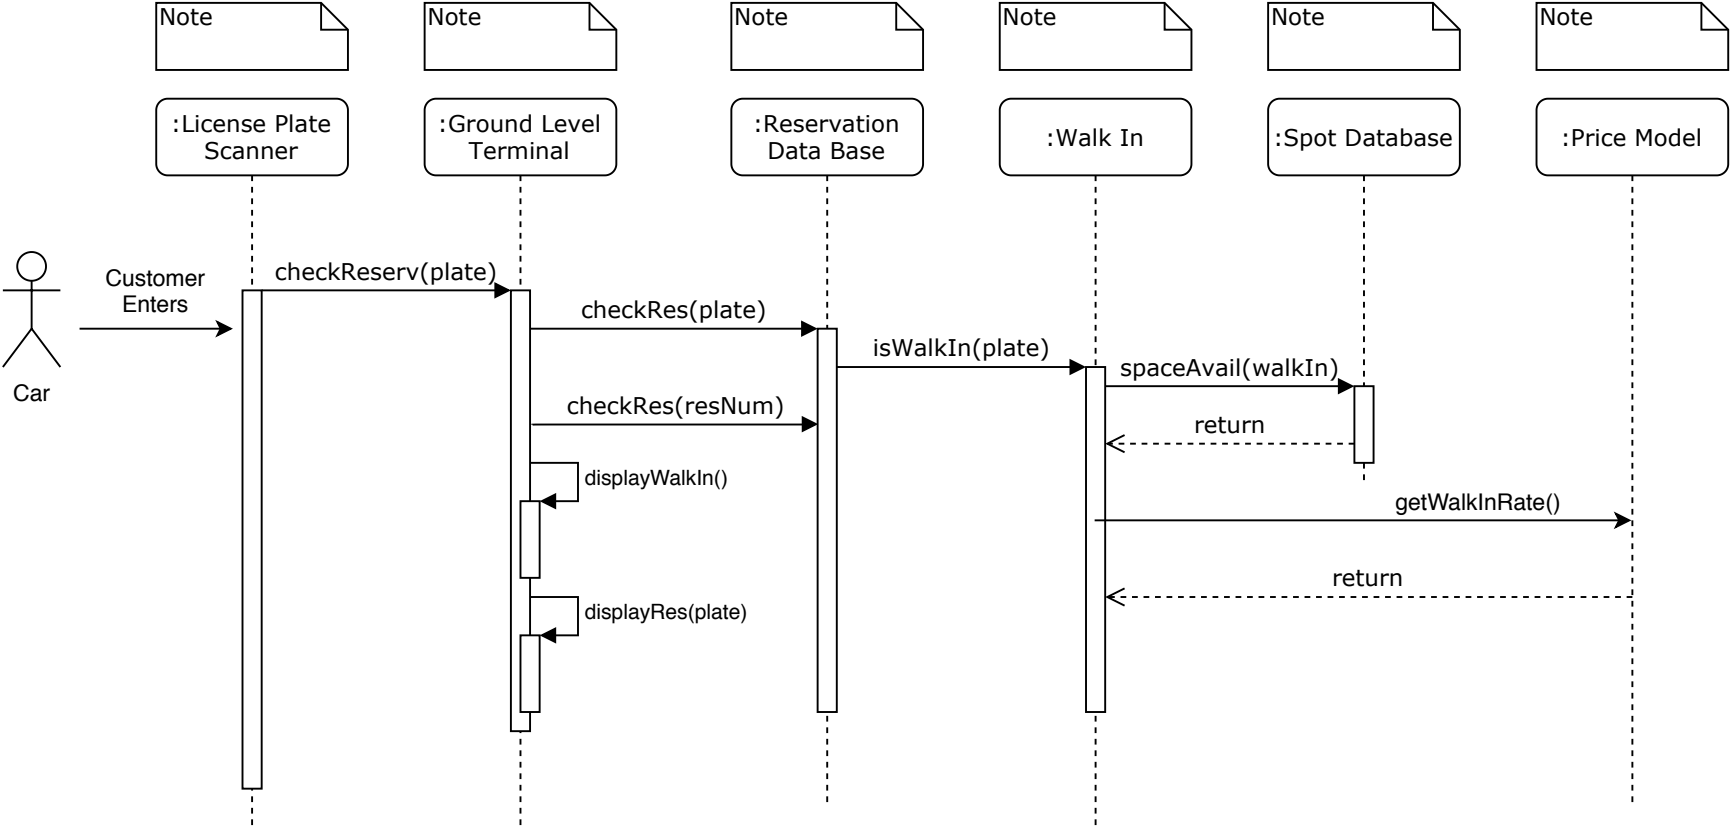 Note
Note
Note
Note
Note
Note
:License Plate
Scanner
:Ground Level
Terminal
:Reservation
Data Base
:Walk In
:Spot Database
:Price Model
Customer
Enters
Car
checkReserv(plate)
checkRes(plate)
isWalkIn(plate)
spaceAvail(walkIn)
checkRes(resNum)
return
displayWalkIn()
getWalkInRate()
return
displayRes(plate)